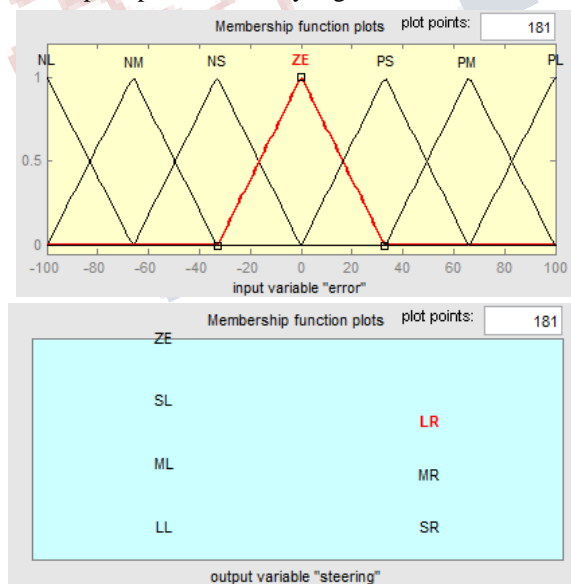 Membership function plots plot points: 181
NL NM NS ZE PS PM PL
1
0.5
0
-100 -80 -60 -40 -20 0 20 40 60 80 100
input variable "error"
Membership function plots plot points: 181
ZE
SL
LR
ML
MR
LL
SR
output variable "steering"